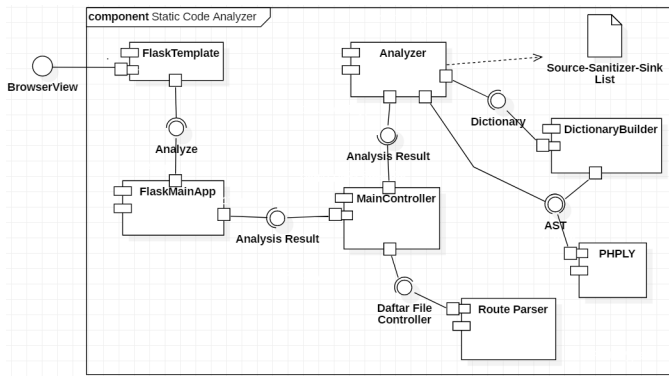 component Static Code Analyzer
FlaskTemplate
Analyzer
BrowserView
Source-Sanitizer-Sink
List
Dictionary
DictionaryBuilder
Analyze
Analysis Result
FlaskMainApp
MainController
Analysis Result
AST
PHPLY
Daftar File
Controller
Route Parser